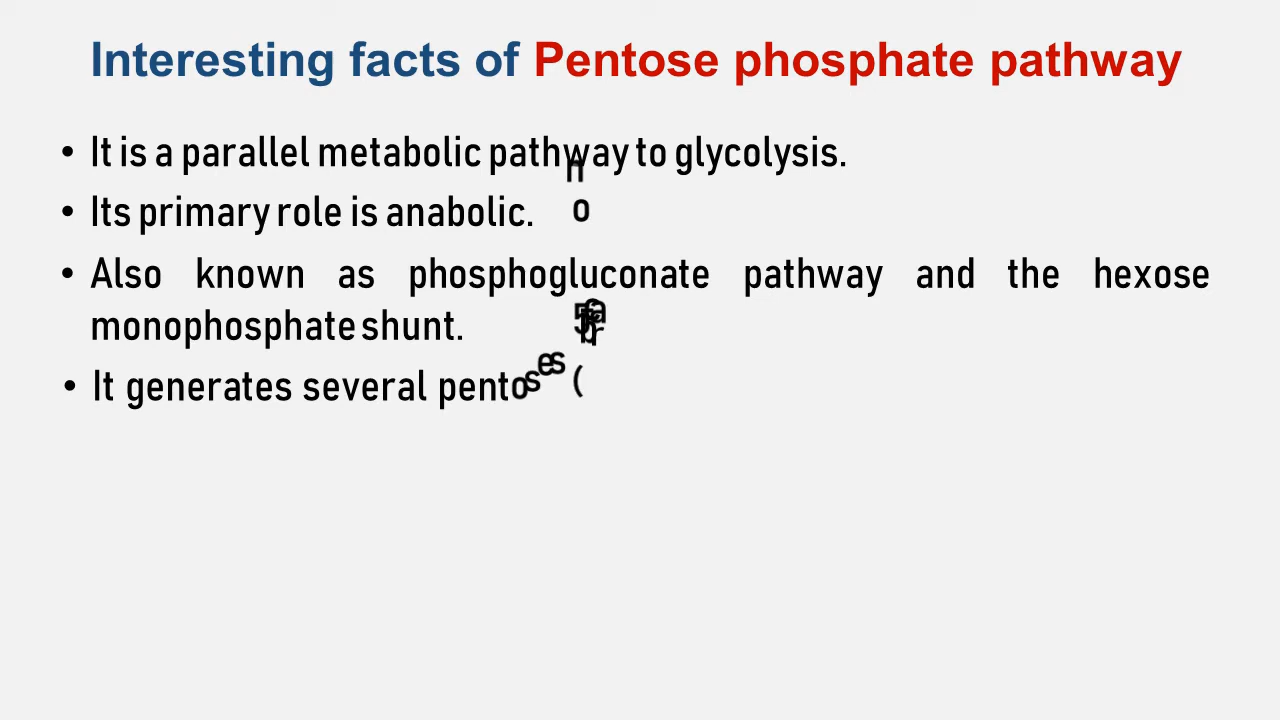 Interesting facts of Pentose phosphate pathway
• It is a parallel metabolic pathway to glycolysis.
• Its primary role is anabolic.
• Also known as phosphogluconate pathway and the hexose
monophosphate shunt.
• It generates several pentoses (